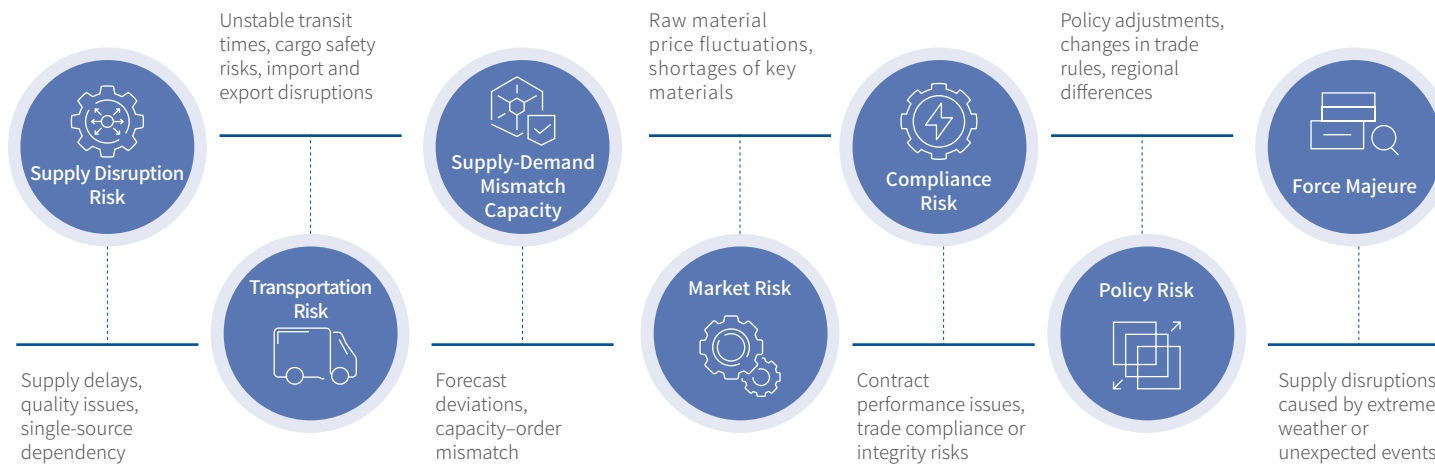 Supply Disruption
Risk
Supply delays,
quality issues,
single-source
dependency
Unstable transit
times, cargo safety
risks, import and
export disruptions
Transportation
Risk
Supply-Demand
Mismatch
Capacity
Forecast
deviations,
capacity–order
mismatch
Raw material
price fluctuations,
shortages of key
materials
Market Risk
Compliance
Risk
Contract
performance issues,
trade compliance or
integrity risks
Policy adjustments,
changes in trade
rules, regional
differences
Policy Risk
Force Majeure
Supply disruptions
caused by extreme
weather or
unexpected events